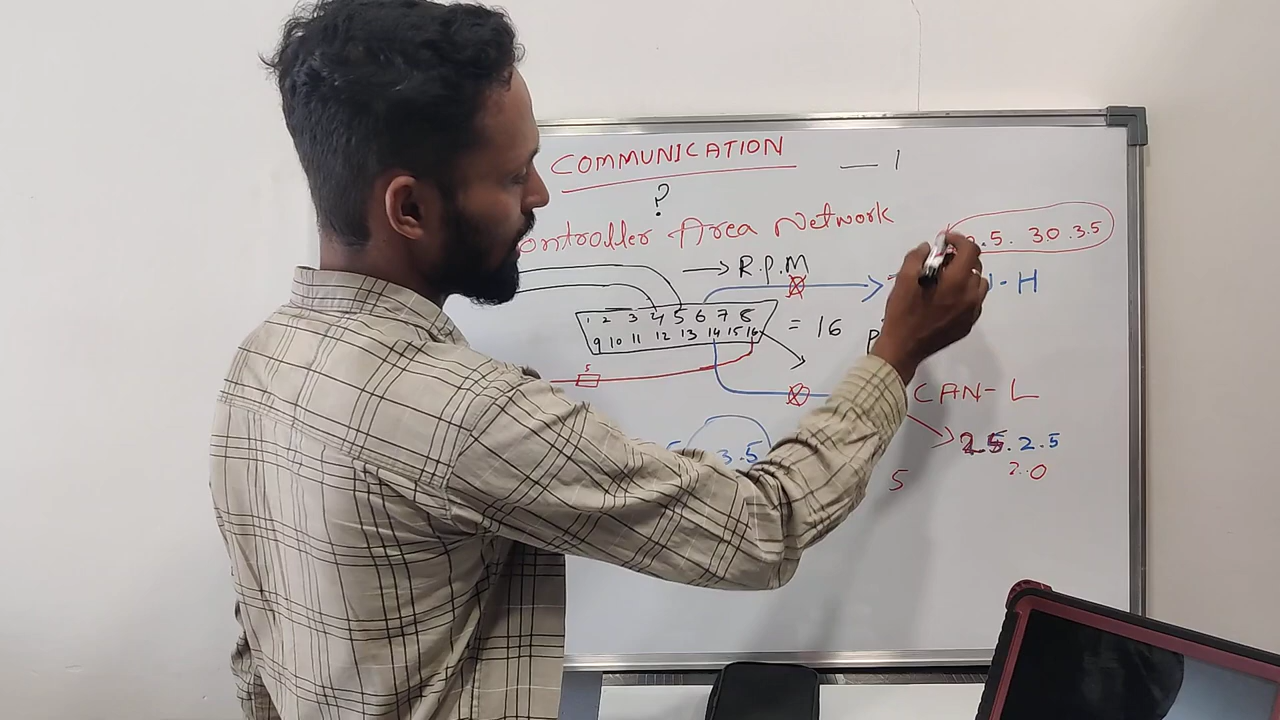 COMMUNICATION — 1
?
ontroller Area Network
.5. 30.3.5
→ R.P.M
-H
1 2 3 4 5 6 7 8
= 16
9 10 11 12 13 14 15 16
5
CAN-L
3.5
2.5. 2.5
2.0
5